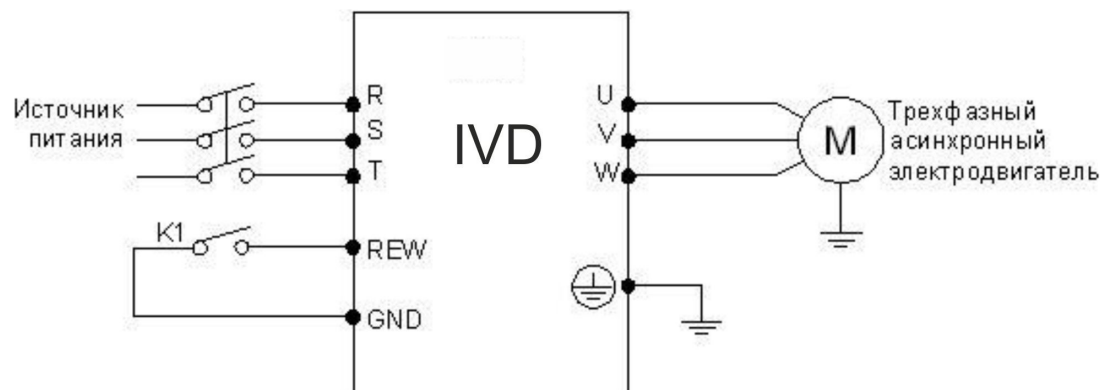 Источник
питания
R
S
T
K1
REW
GND
IVD
U
V
W
M
Трехфазный
асинхронный
электродвигатель